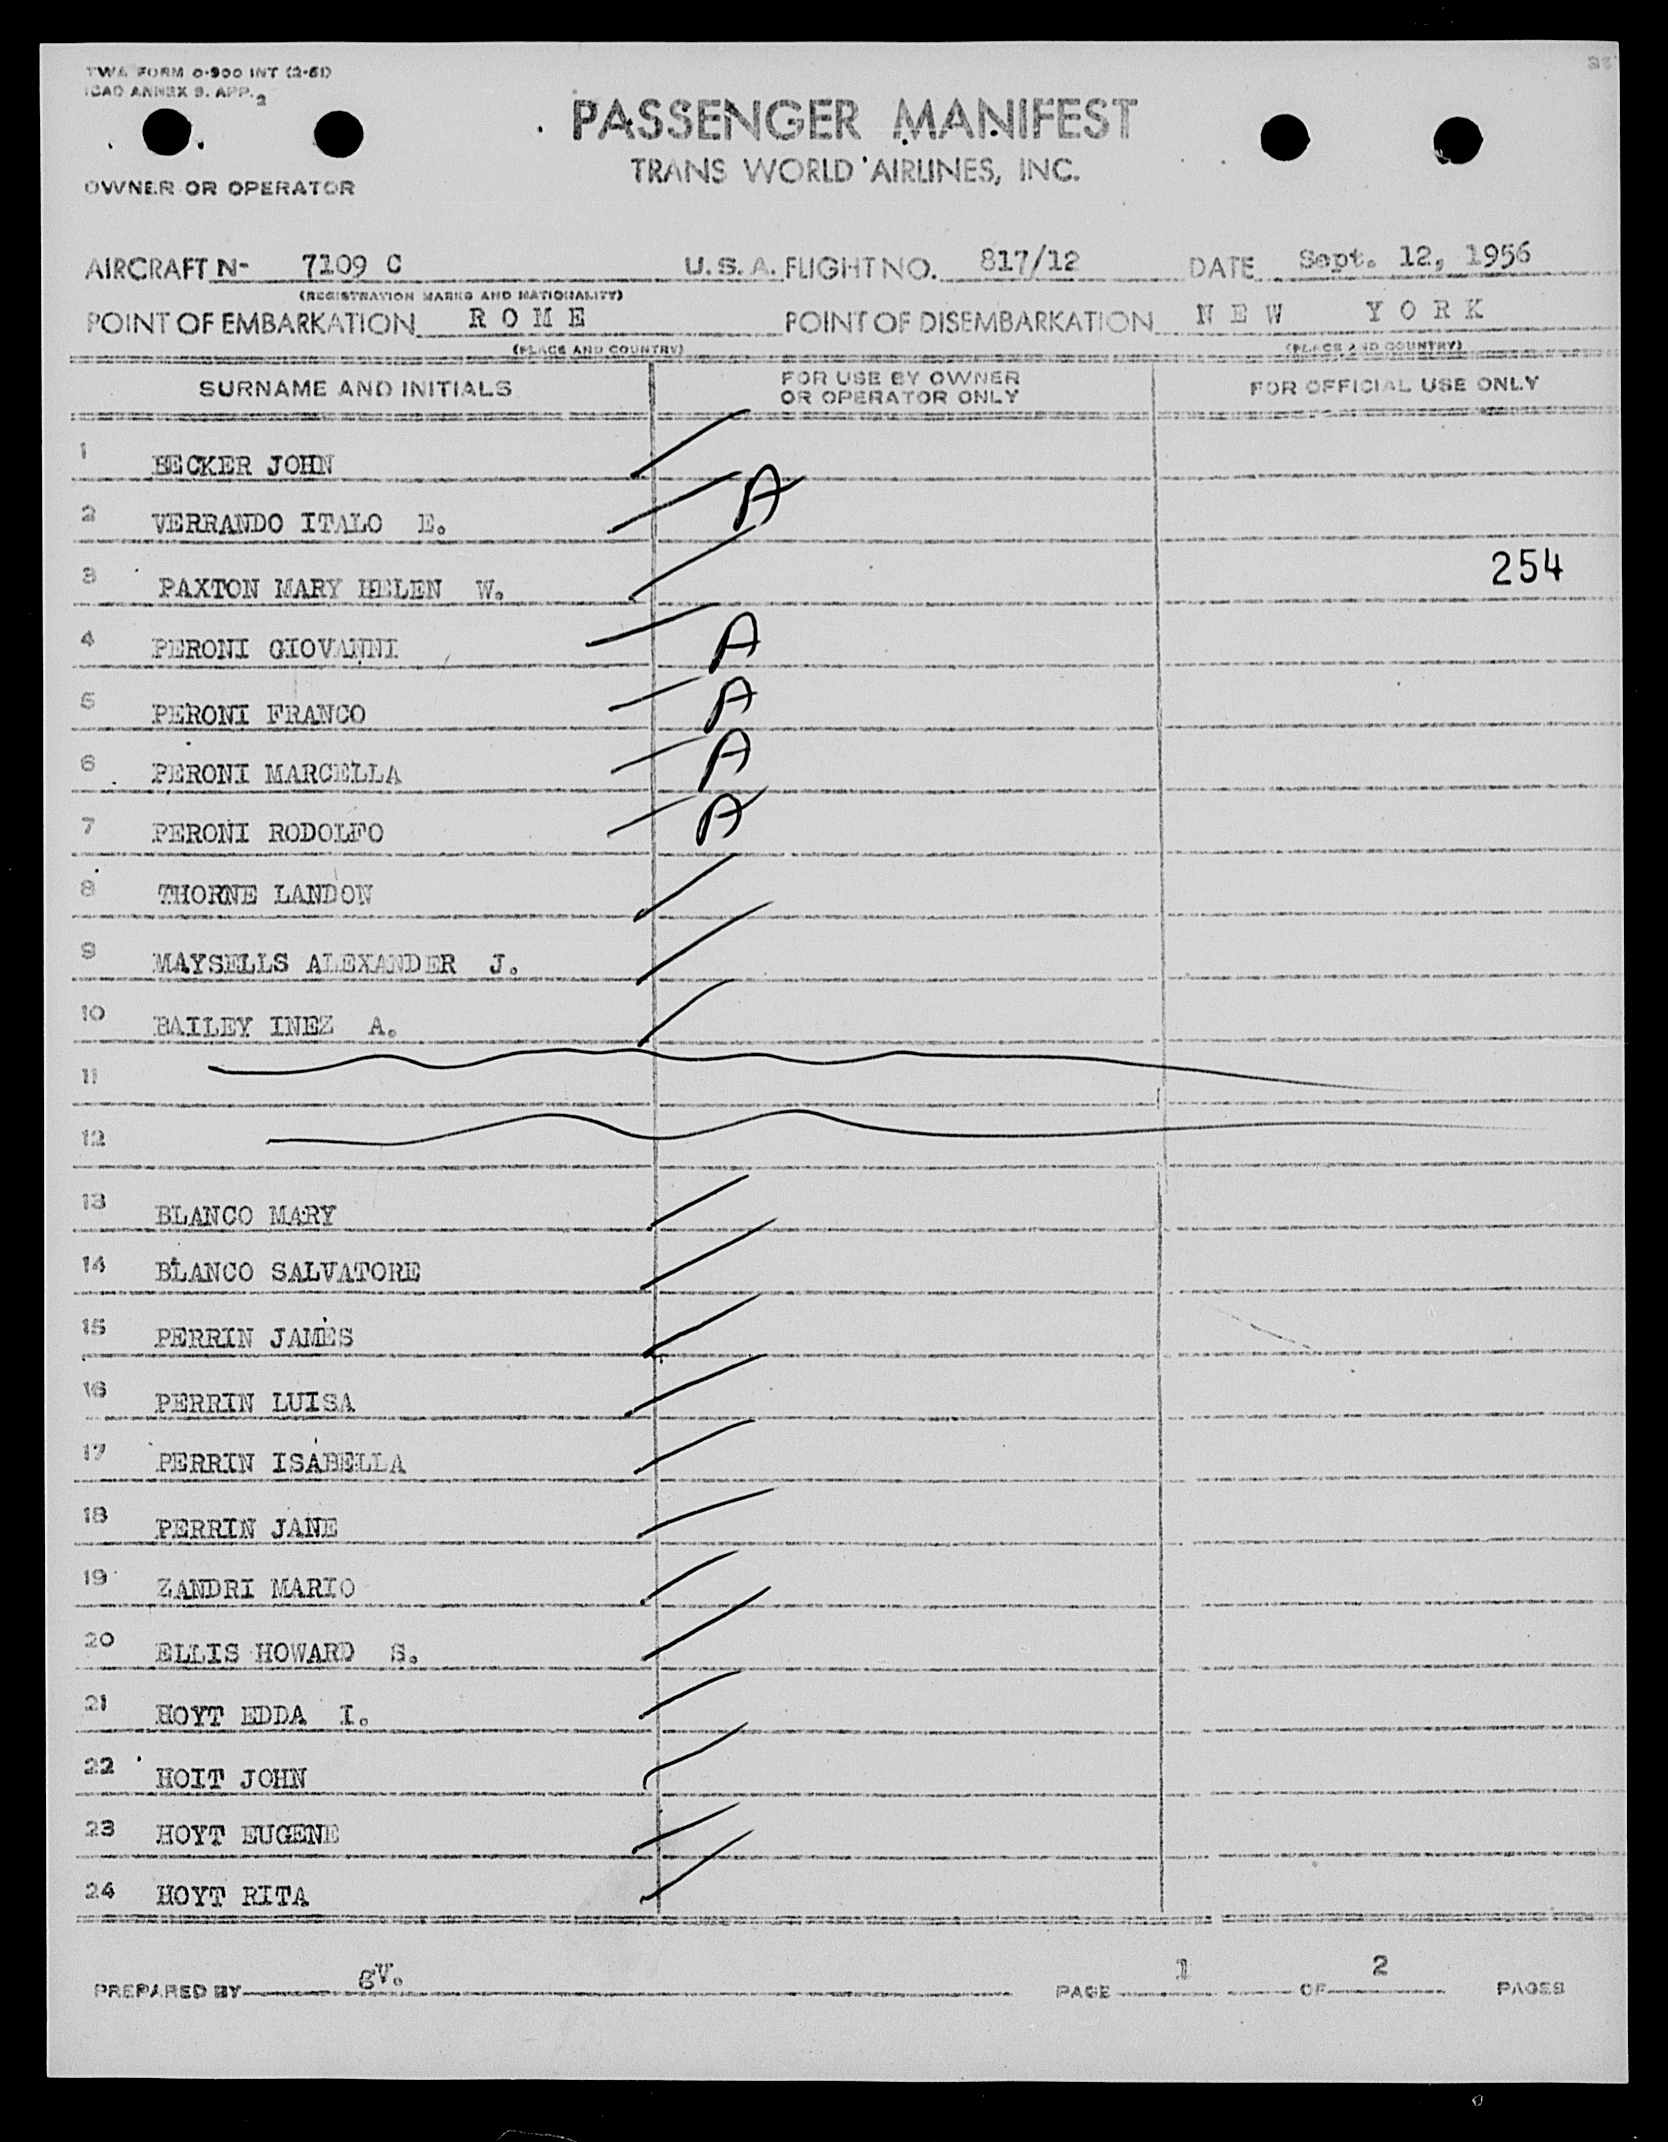 TWA FORM O-900 INT (2-51)
ICAO ANNEX 9. APP. 2
PASSENGER MANIFEST
TRANS WORLD AIRLINES, INC.
OWNER OR OPERATOR
AIRCRAFT N- 7109 C U.S.A. FLIGHT NO. 817/12 DATE Sept. 12, 1956
(REGISTRATION MARKS AND NATIONALITY)
POINT OF EMBARKATION R O M E POINT OF DISEMBARKATION N E W Y O R K
(PLACE AND COUNTRY) (PLACE AND COUNTRY)
SURNAME AND INITIALS FOR USE BY OWNER OR OPERATOR ONLY FOR OFFICIAL USE ONLY
1 BECKER JOHN
2 VERRANDO ITALO E. A
3 PAXTON MARY HELEN W. 254
4 PERONI GIOVANNI A
5 PERONI FRANCO A
6 PERONI MARCELLA A
7 PERONI RODOLFO A
8 THORNE LANDON
9 MAYSELLS ALEXANDER J.
10 BAILEY INEZ A.
11
12
13 BLANCO MARY
14 BLANCO SALVATORE
15 PERRIN JAMES
16 PERRIN LUISA
17 PERRIN ISABELLA
18 PERRIN JANE
19 ZANDRI MARIO
20 ELLIS HOWARD S.
21 HOYT EDDA I.
22 HOIT JOHN
23 HOYT EUGENE
24 HOYT RITA
PREPARED BY gV. PAGE 1 OF 2 PAGES